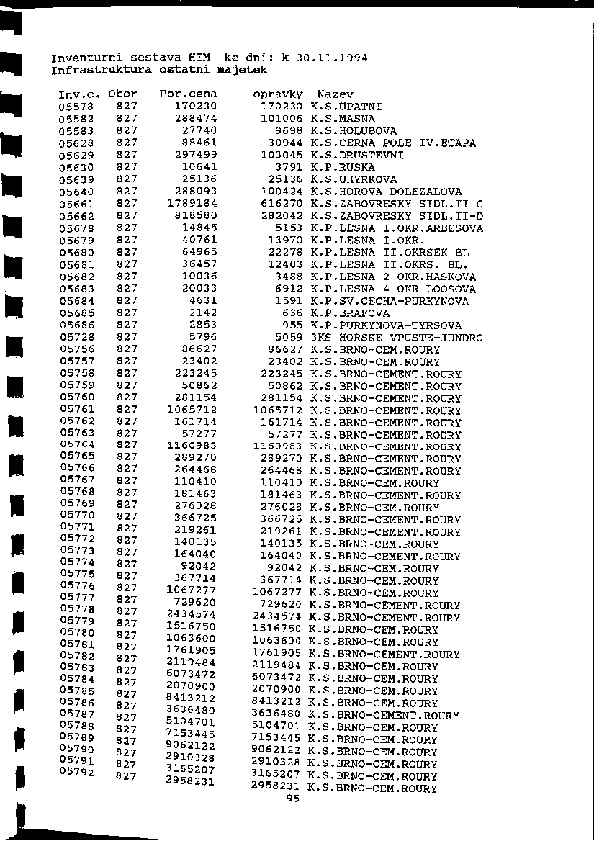 Inventurni sestava HIM ke dni: k 30.11.1994
Infrastruktura ostatni majetek
Inv.c. Obor Por.cena opravky Nazev
05578 827 170230 170230 K.S.UPATNI
05582 827 288474 101006 K.S.MASNA
05583 827 27740 9698 K.S.HOLUBOVA
05628 827 88461 30944 K.S.CERNA POLE IV.ETAPA
05629 827 297499 103045 K.S.DRUSTEVNI
05630 827 10641 3791 K.P.RUSKA
05639 827 25136 25136 K.S.UHYRKOVA
05640 827 288093 100434 K.S.HOROVA DOLEZALOVA
05661 827 1789184 616270 K.S.ZABOVRESKY SIDL.II C
05662 827 818580 282042 K.S.ZABOVRESKY SIDL.II-D
05678 827 14845 5153 K.P.LESNA I.OKR.ARBESOVA
05679 827 40761 13970 K.P.LESNA I.OKR.
05680 827 64965 22278 K.P.LESNA II.OKRSEK BL
05681 827 36457 12403 K.P.LESNA II.OKRS. BL.
05682 827 10036 3488 K.P.LESNA 2 OKR.HASKOVA
05683 827 20033 6912 K.P.LESNA 4 OKR LOOSOVA
05684 827 4631 1591 K.P.SV.CECHA-PURKYNOVA
05685 827 2142 636 K.P.
05686 827 2853 955 K.P.PURKYNOVA-TYRSOVA
05728 827 5796 5059 3KS HORSKE VPUSTE-JUNDRO
05756 827 86627 86627 K.S.BRNO-CEM.ROURY
05757 827 23402 23402 K.S.BRNO-CEM.ROURY
05758 827 223245 223245 K.S.BRNO-CEMENT.ROURY
05759 827 50862 50862 K.S.BRNO-CEMENT.ROURY
05760 827 281154 281154 K.S.BRNO-CEMENT.ROURY
05761 827 1065712 1065712 K.S.BRNO-CEMENT.ROURY
05762 827 161714 161714 K.S.BRNO-CEMENT.ROURY
05763 827 57277 57277 K.S.BRNO-CEMENT.ROURY
05764 827 1160983 1160983 K.S.BRNO-CEMENT.ROURY
05765 827 289270 289270 K.S.BRNO-CEMENT.ROURY
05766 827 264468 264468 K.S.BRNO-CEMENT.ROURY
05767 827 110410 110410 K.S.BRNO-CEM.ROURY
05768 827 181463 181463 K.S.BRNO-CEMENT.ROURY
05769 827 276028 276028 K.S.BRNO-CEM.ROURY
05770 827 366725 366725 K.S.BRNO-CEMENT.ROURY
05771 827 219261 219261 K.S.BRNO-CEMENT.ROURY
05772 827 140135 140135 K.S.BRNO-CEM.ROURY
05773 827 164040 164040 K.S.BRNO-CEMENT.ROURY
05774 827 92042 92042 K.S.BRNO-CEM.ROURY
05775 827 367714 367714 K.S.BRNO-CEM.ROURY
05776 827 1067277 1067277 K.S.BRNO-CEM.ROURY
05777 827 729620 729620 K.S.BRNO-CEMENT.ROURY
05778 827 2434574 2434574 K.S.BRNO-CEMENT.ROURY
05779 827 1516750 1516750 K.S.BRNO-CEM.ROURY
05780 827 1063600 1063600 K.S.BRNO-CEM.ROURY
05781 827 1761905 1761905 K.S.BRNO-CEMENT.ROURY
05782 827 2119484 2119484 K.S.BRNO-CEM.ROURY
05783 827 6073472 6073472 K.S.BRNO-CEM.ROURY
05784 827 2070900 2070900 K.S.BRNO-CEM.ROURY
05785 827 8413212 8413212 K.S.BRNO-CEM.ROURY
05786 827 3636480 3636480 K.S.BRNO-CEMENT.ROURY
05787 827 5104701 5104701 K.S.BRNO-CEM.ROURY
05788 827 7153445 7153445 K.S.BRNO-CEM.ROURY
05789 827 9062122 9062122 K.S.BRNO-CEM.ROURY
05790 827 2910328 2910328 K.S.BRNO-CEM.ROURY
05791 827 3155207 3155207 K.S.BRNO-CEM.ROURY
05792 827 2958231 2958231 K.S.BRNO-CEM.ROURY
95